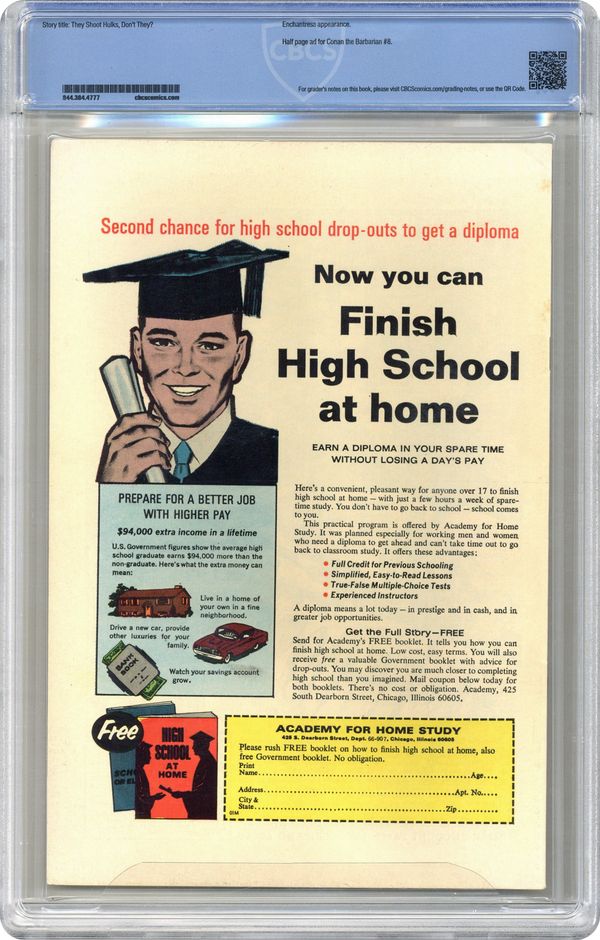 Story title: They Shoot Hulks, Don't They?
Enchantress appearance.
Half page ad for Conan the Barbarian #8.
CBCS
944.384.4777
cbcscomics.com
For grader's notes on this book, please visit CBCScomics.com/grading-notes, or use the QR Code.
Second chance for high school drop-outs to get a diploma
Now you can
Finish
High School
at home
EARN A DIPLOMA IN YOUR SPARE TIME
WITHOUT LOSING A DAY'S PAY
PREPARE FOR A BETTER JOB
WITH HIGHER PAY
$94,000 extra income in a lifetime
U.S. Government figures show the average high
school graduate earns $94,000 more than the
non-graduate. Here's what the extra money can
mean:
Live in a home of
your own in a fine
neighborhood.
Drive a new car, provide
other luxuries for your
family.
BANK
BOOK
Watch your savings account
grow.
Here's a convenient, pleasant way for anyone over 17 to finish
high school at home — with just a few hours a week of spare-
time study. You don't have to go back to school — school comes
to you.
This practical program is offered by Academy for Home
Study. It was planned especially for working men and women
who need a diploma to get ahead and can't take time out to go
back to classroom study. It offers these advantages:
• Full Credit for Previous Schooling
• Simplified, Easy-to-Read Lessons
• True-False Multiple-Choice Tests
• Experienced Instructors
A diploma means a lot today — in prestige and in cash, and in
greater job opportunities.
Get the Full Story—FREE
Send for Academy's FREE booklet. It tells you how you can
finish high school at home. Low cost, easy terms. You will also
receive free a valuable Government booklet with advice for
drop-outs. You may discover you are much closer to completing
high school than you imagined. Mail coupon below today for
both booklets. There's no cost or obligation. Academy, 425
South Dearborn Street, Chicago, Illinois 60605.
Free
HIGH
SCHOOL
AT
HOME
ACADEMY FOR HOME STUDY
425 S. Dearborn Street, Dept. 66-907, Chicago, Illinois 60605
Please rush FREE booklet on how to finish high school at home, also
free Government booklet. No obligation.
Print
Name Age
Address Apt. No.
City &
State Zip
01M